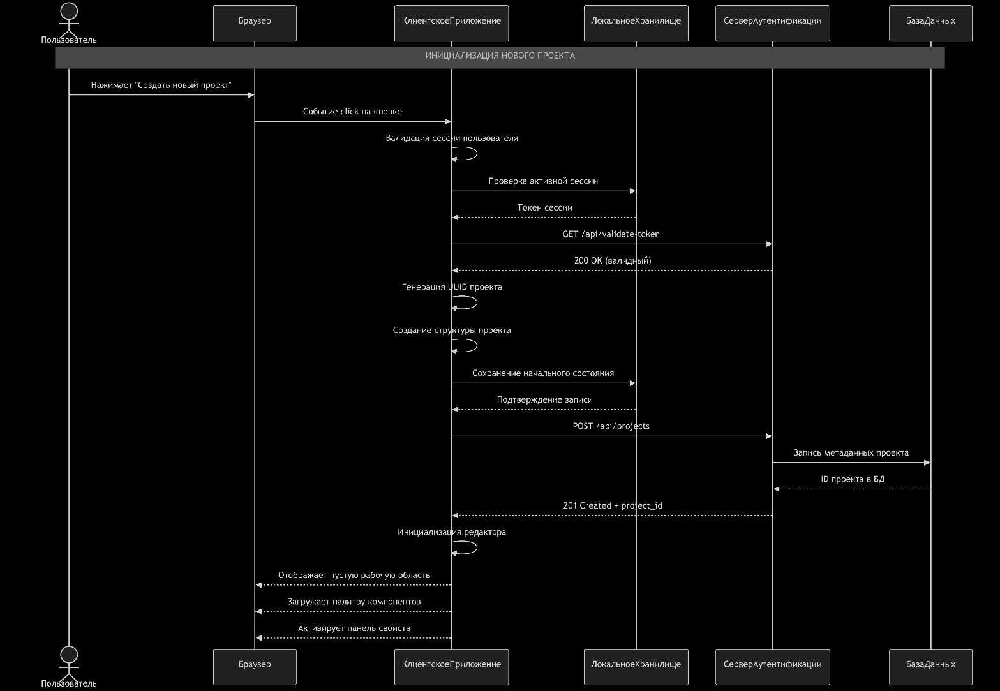 Пользователь
Браузер
КлиентскоеПриложение
ЛокальноеХранилище
СерверАутентификации
БазаДанных
ИНИЦИАЛИЗАЦИЯ НОВОГО ПРОЕКТА
Нажимает "Создать новый проект"
Событие click на кнопке
Валидация сессии пользователя
Проверка активной сессии
Токен сессии
GET /api/validate-token
200 OK (валидный)
Генерация UUID проекта
Создание структуры проекта
Сохранение начального состояния
Подтверждение записи
POST /api/projects
Запись метаданных проекта
ID проекта в БД
201 Created + project_id
Инициализация редактора
Отображает пустую рабочую область
Загружает палитру компонентов
Активирует панель свойств
Пользователь
Браузер
КлиентскоеПриложение
ЛокальноеХранилище
СерверАутентификации
БазаДанных